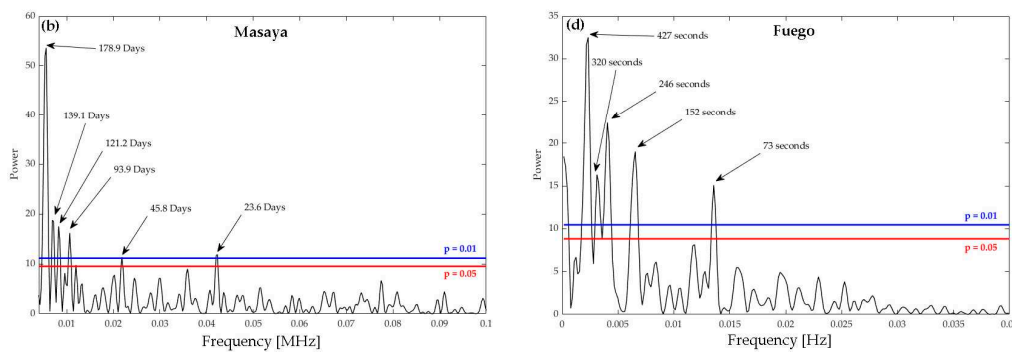 (b)
Masaya
60
50
40
30
20
10
0
Power
178.9 Days
139.1 Days
121.2 Days
93.9 Days
45.8 Days
23.6 Days
p = 0.01
p = 0.05
0.01 0.02 0.03 0.04 0.05 0.06 0.07 0.08 0.09 0.1
Frequency [MHz]
(d)
Fuego
35
30
25
20
15
10
5
0
Power
427 seconds
320 seconds
246 seconds
152 seconds
73 seconds
p = 0.01
p = 0.05
0 0.005 0.01 0.015 0.02 0.025 0.03 0.035 0.0
Frequency [Hz]